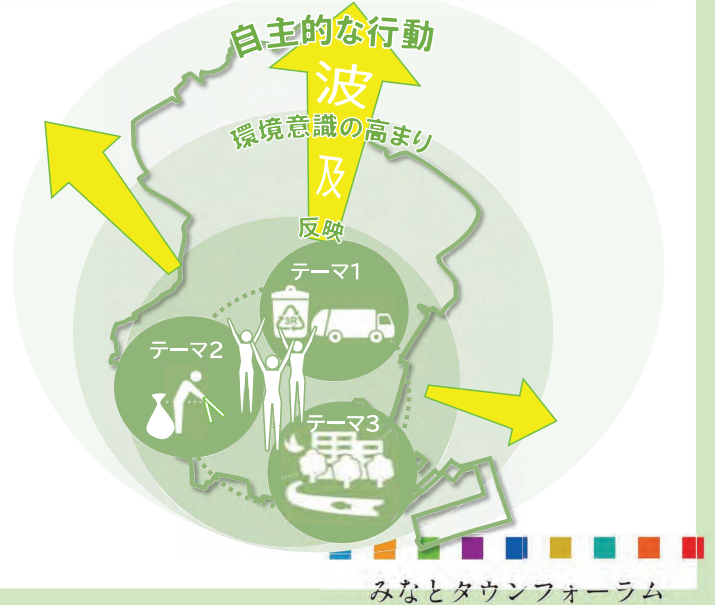 自主的な行動
波
環境意識の高まり
及
反映
テーマ1
3R
テーマ2
テーマ3
みなとタウンフォーラム